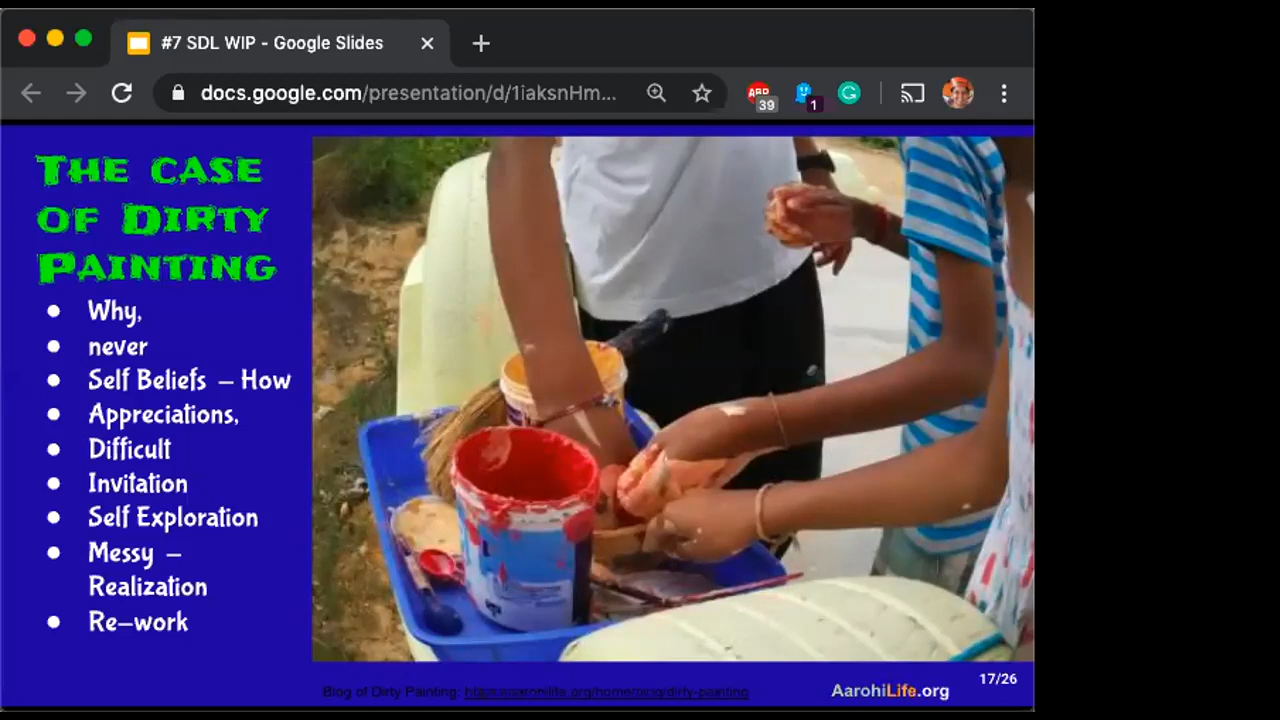 #7 SDL WIP - Google Slides
docs.google.com/presentation/d/1iaksnHm...
ABP
39
1
THE CASE
OF DIRTY
PAINTING
Why,
never
Self Beliefs – How
Appreciations,
Difficult
Invitation
Self Exploration
Messy –
Realization
Re-work
Blog of Dirty Painting:
AarohiLife.org
17/26